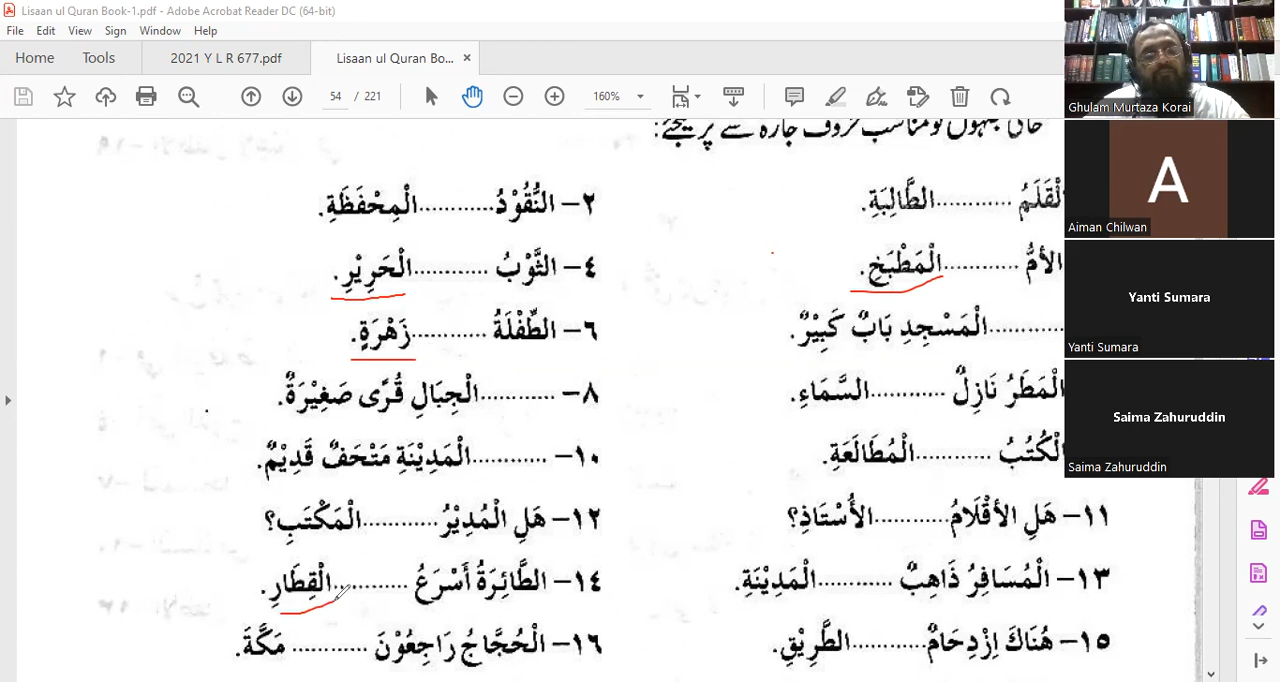 Lisaan ul Quran Book-1.pdf - Adobe Acrobat Reader DC (64-bit)
File Edit View Sign Window Help
Home Tools 2021 Y L R 677.pdf Lisaan ul Quran Bo... ×
54 / 221 160%
خالی جگہوں کو مناسب حروف جارہ سے پر کیجئے:
الْقَلَمُ ........... الطَّالِبَةِ.
٢– النُّقُوْدُ ...........الْمِحْفَظَةِ.
الأمُّ ...........الْمَطْبَخِ.
٤– الثَّوْبُ ...........الْحَرِيْرِ.
...........الْمَسْجِدِ بَابٌ كَبِيْرٌ.
٦– الطِّفْلَةُ ...........زَهْرَةٍ.
الْمَطَرُ نَازِلٌ ........... السَّمَاءِ.
٨– ...........الْجِبَالِ قُرًى صَغِيْرَةٌ.
الْكُتُبُ ........... الْمُطَالَعَةِ.
١٠– ...........الْمَدِيْنَةِ مَتْحَفٌ قَدِيْمٌ.
١١– هَلِ الأَقْلَامُ...........الأُسْتَاذِ؟
١٢– هَلِ الْمُدِيْرُ ...........الْمَكْتَبِ؟
١٣– الْمُسَافِرُ ذَاهِبٌ ...........الْمَدِيْنَةِ.
١٤– الطَّائِرَةُ أَسْرَعُ ...........الْقِطَارِ.
١٥– هُنَاكَ اِزْدِحَامٌ...........الطَّرِيْقِ.
١٦– الْحُجَّاجُ رَاجِعُوْنَ ........... مَكَّةَ.
Ghulam Murtaza Korai
A
Aiman Chilwan
Yanti Sumara
Yanti Sumara
Saima Zahuruddin
Saima Zahuruddin